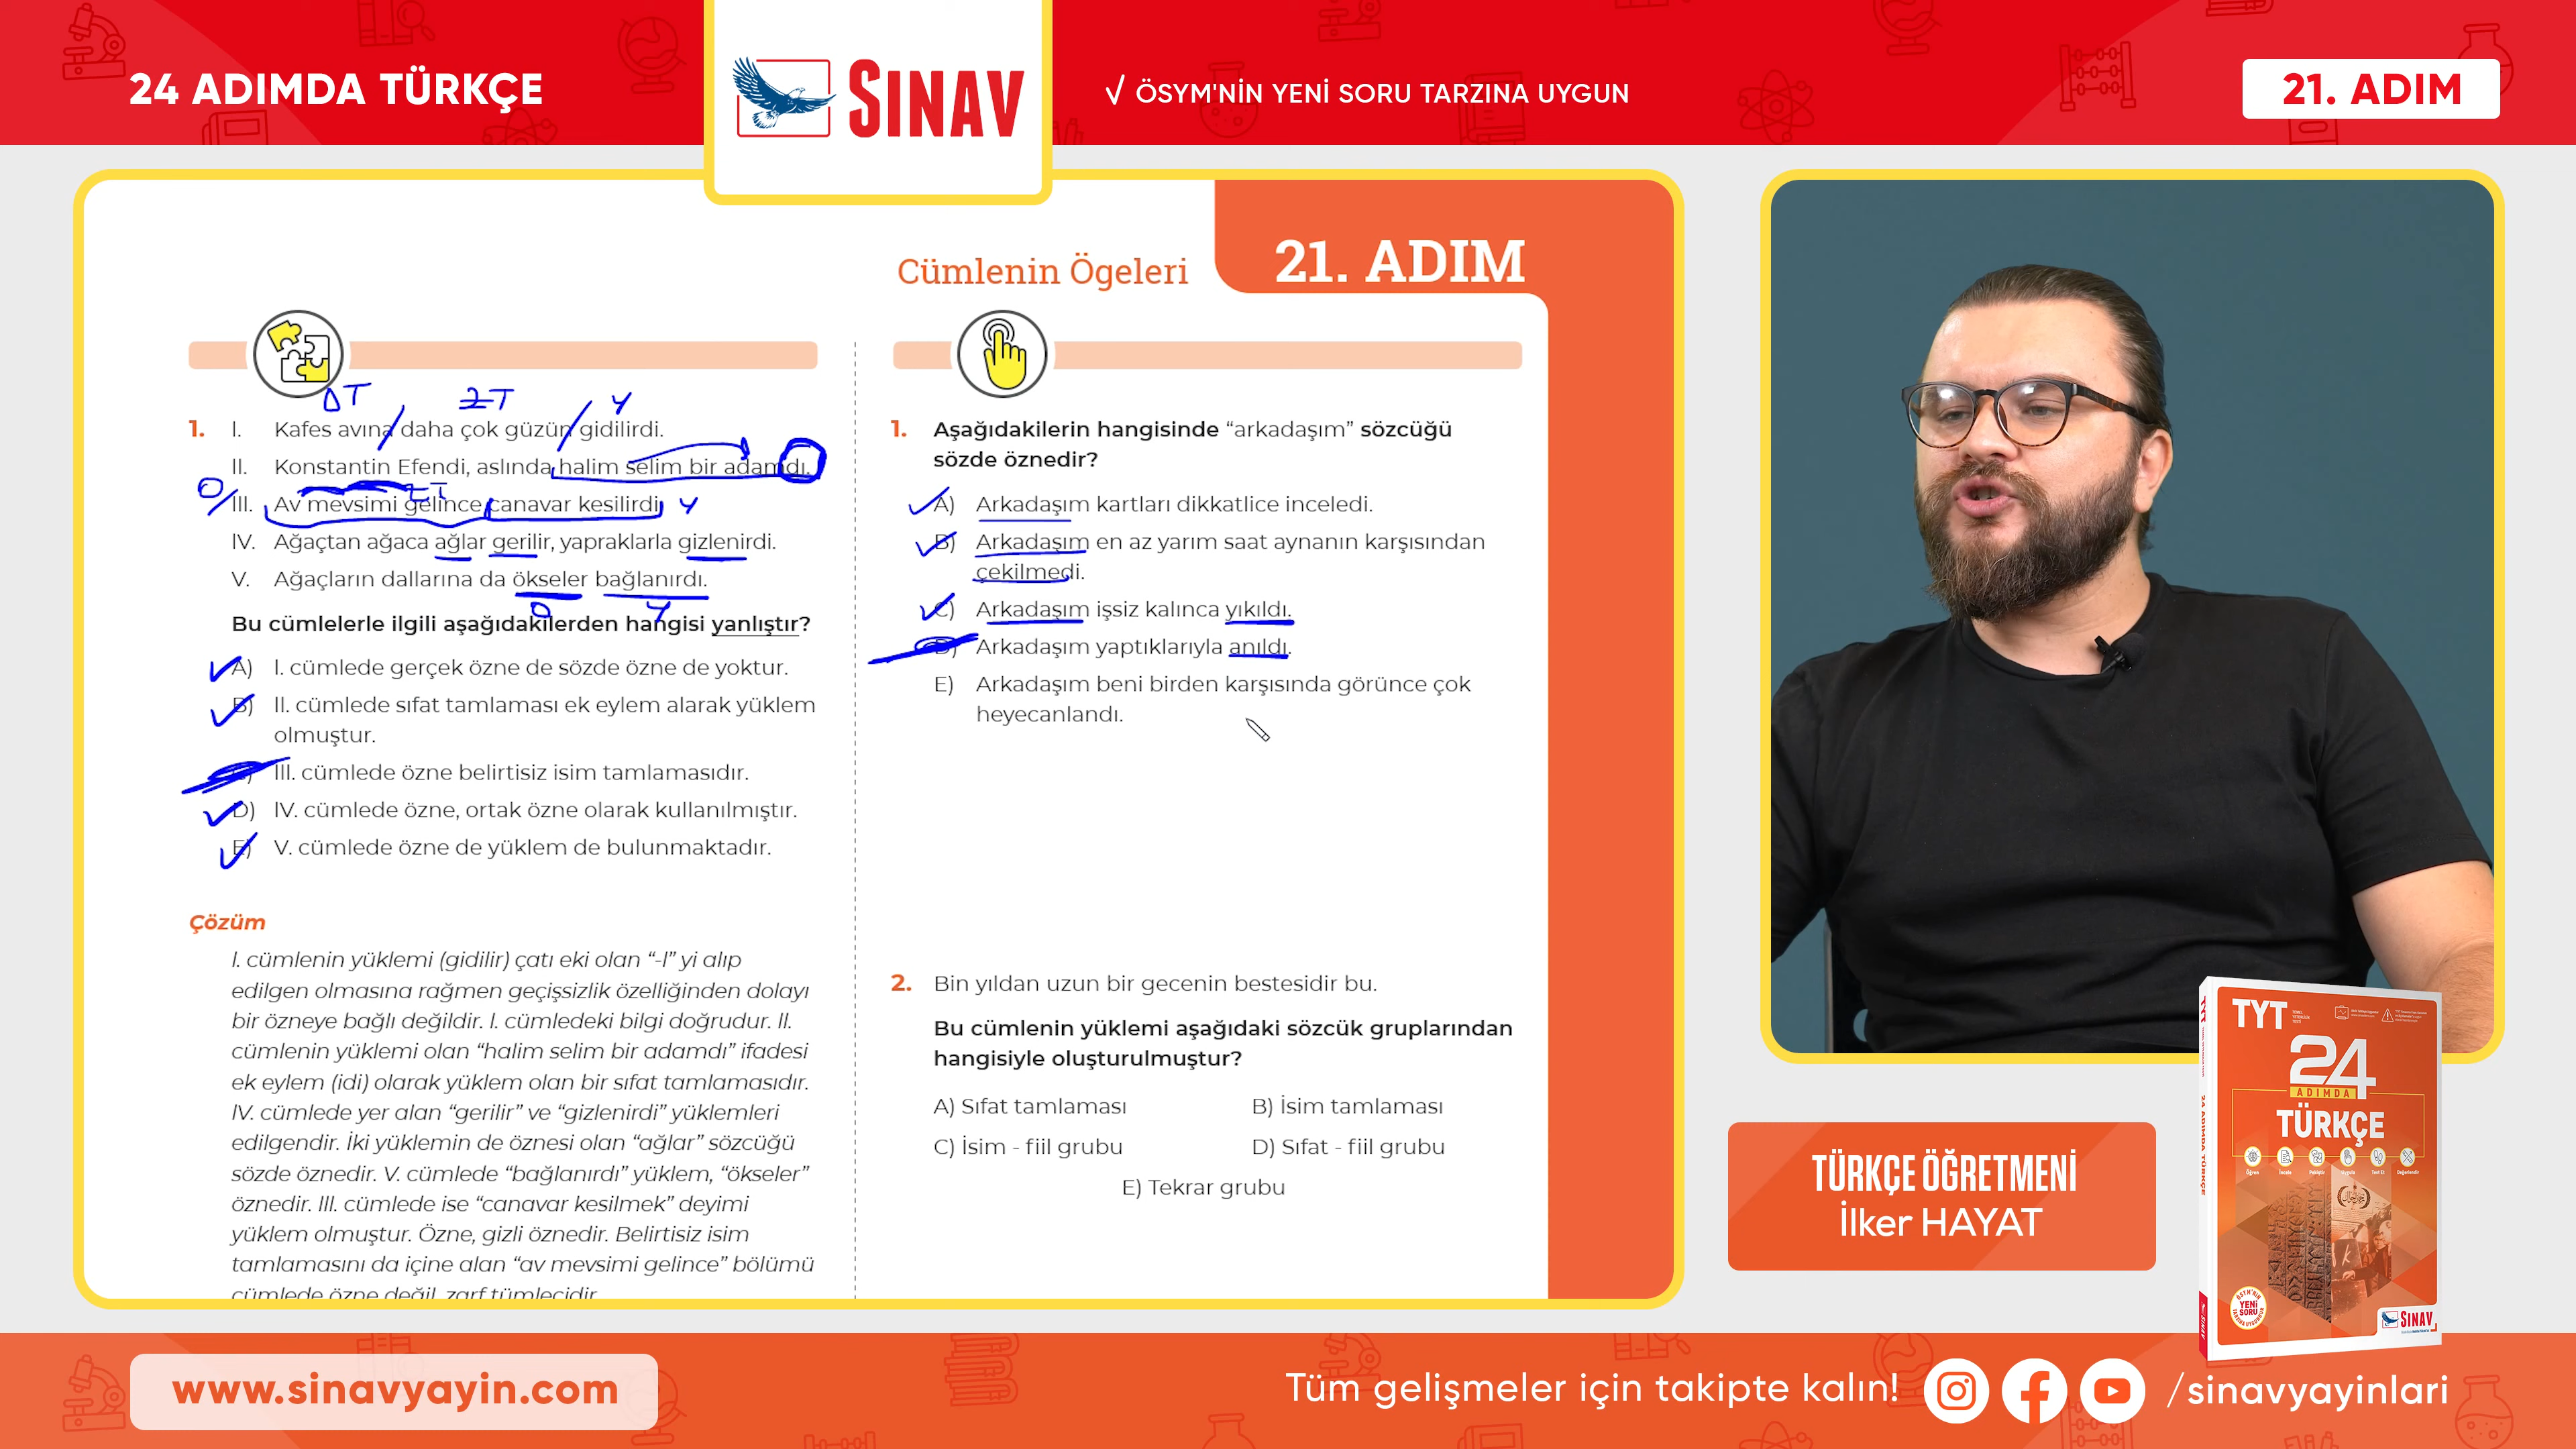 24 ADIMDA TÜRKÇE
SINAV
√ ÖSYM'NİN YENİ SORU TARZINA UYGUN
21. ADIM
Cümlenin Ögeleri
21. ADIM
DT
ZT
Y
1. I. Kafes avına daha çok güzün gidilirdi.
II. Konstantin Efendi, aslında halim selim bir adamdı.
Ö
ZT
III. Av mevsimi gelince canavar kesilirdi.
Y
IV. Ağaçtan ağaca ağlar gerilir, yapraklarla gizlenirdi.
V. Ağaçların dallarına da ökseler bağlanırdı.
Ö
Y
Bu cümlelerle ilgili aşağıdakilerden hangisi yanlıştır?
A) I. cümlede gerçek özne de sözde özne de yoktur.
B) II. cümlede sıfat tamlaması ek eylem alarak yüklem
olmuştur.
III. cümlede özne belirtisiz isim tamlamasıdır.
D) IV. cümlede özne, ortak özne olarak kullanılmıştır.
E) V. cümlede özne de yüklem de bulunmaktadır.
Çözüm
I. cümlenin yüklemi (gidilir) çatı eki olan “-l” yi alıp
edilgen olmasına rağmen geçişsizlik özelliğinden dolayı
bir özneye bağlı değildir. I. cümledeki bilgi doğrudur. II.
cümlenin yüklemi olan “halim selim bir adamdı” ifadesi
ek eylem (idi) olarak yüklem olan bir sıfat tamlamasıdır.
IV. cümlede yer alan “gerilir” ve “gizlenirdi” yüklemleri
edilgendir. İki yüklemin de öznesi olan “ağlar” sözcüğü
sözde öznedir. V. cümlede “bağlanırdı” yüklem, “ökseler”
öznedir. III. cümlede ise “canavar kesilmek” deyimi
yüklem olmuştur. Özne, gizli öznedir. Belirtisiz isim
tamlamasını da içine alan “av mevsimi gelince” bölümü
cümlede özne değil, zarf tümlecidir.
1. Aşağıdakilerin hangisinde “arkadaşım” sözcüğü
sözde öznedir?
A) Arkadaşım kartları dikkatlice inceledi.
B) Arkadaşım en az yarım saat aynanın karşısından
çekilmedi.
C) Arkadaşım işsiz kalınca yıkıldı.
D) Arkadaşım yaptıklarıyla anıldı.
E) Arkadaşım beni birden karşısında görünce çok
heyecanlandı.
2. Bin yıldan uzun bir gecenin bestesidir bu.
Bu cümlenin yüklemi aşağıdaki sözcük gruplarından
hangisiyle oluşturulmuştur?
A) Sıfat tamlaması B) İsim tamlaması
C) İsim - fiil grubu D) Sıfat - fiil grubu
E) Tekrar grubu
TÜRKÇE ÖĞRETMENİ
İlker HAYAT
TYT
24
ADIMDA
TÜRKÇE
YENİ
SORU
SINAV
www.sinavyayin.com
Tüm gelişmeler için takipte kalın!
/sinavyayinlari